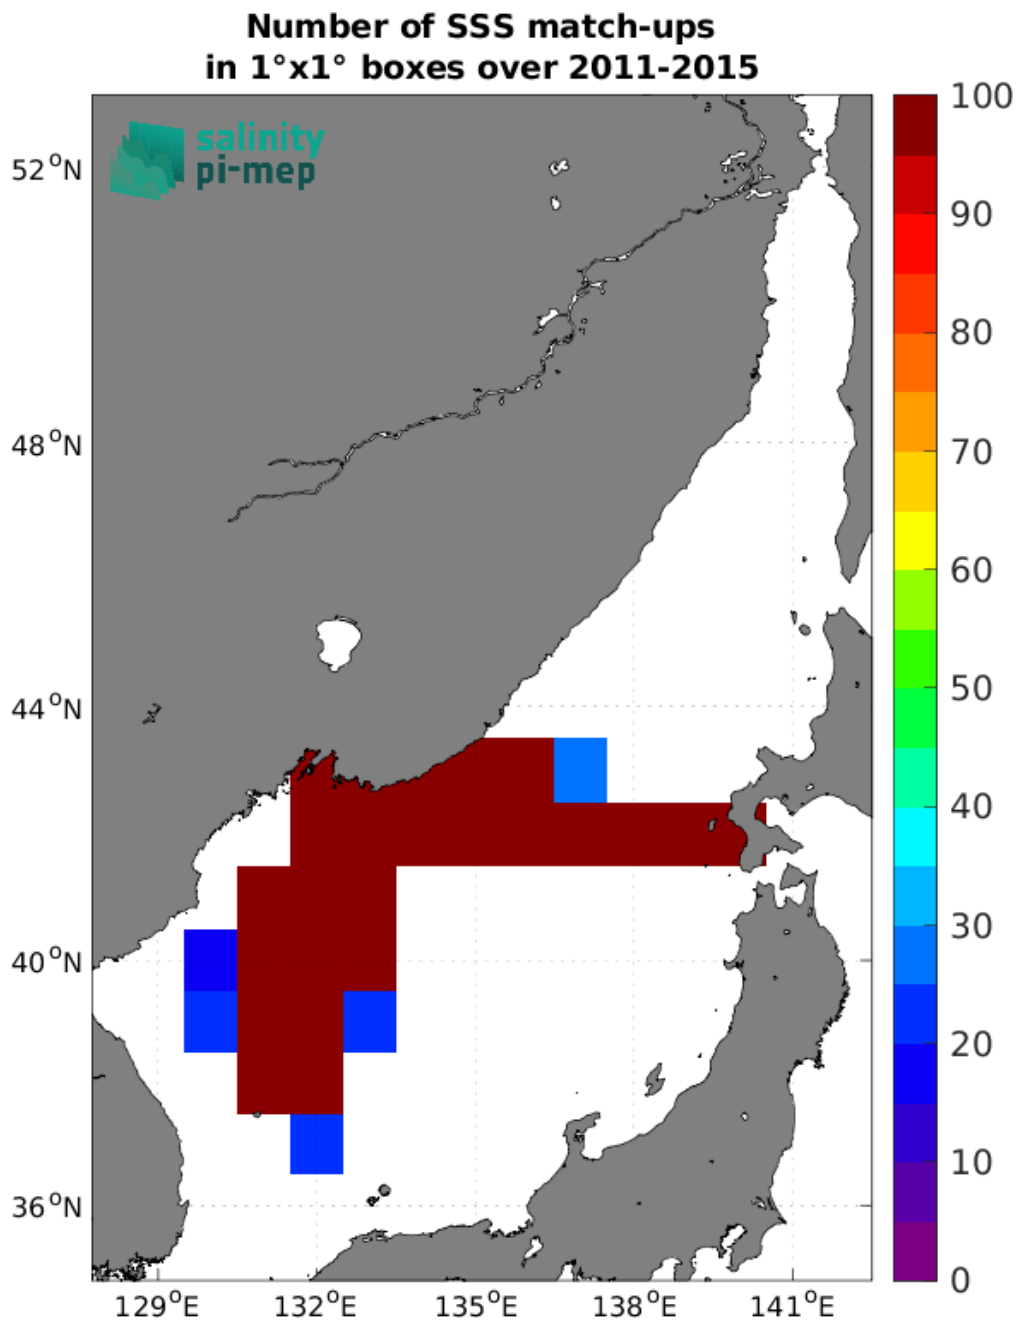 Number of SSS match-ups
in 1°x1° boxes over 2011-2015
salinity
pi-mep
52°N
48°N
44°N
40°N
36°N
129°E 132°E 135°E 138°E 141°E
100
90
80
70
60
50
40
30
20
10
0